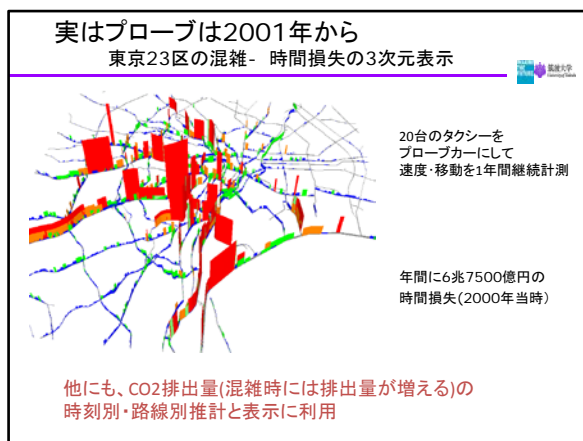 実はプローブは2001年から
東京23区の混雑- 時間損失の3次元表示
筑波大学
University of Tsukuba
20台のタクシーを
プローブカーにして
速度・移動を1年間継続計測
年間に6兆7500億円の
時間損失(2000年当時)
他にも、CO2排出量(混雑時には排出量が増える)の
時刻別・路線別推計と表示に利用